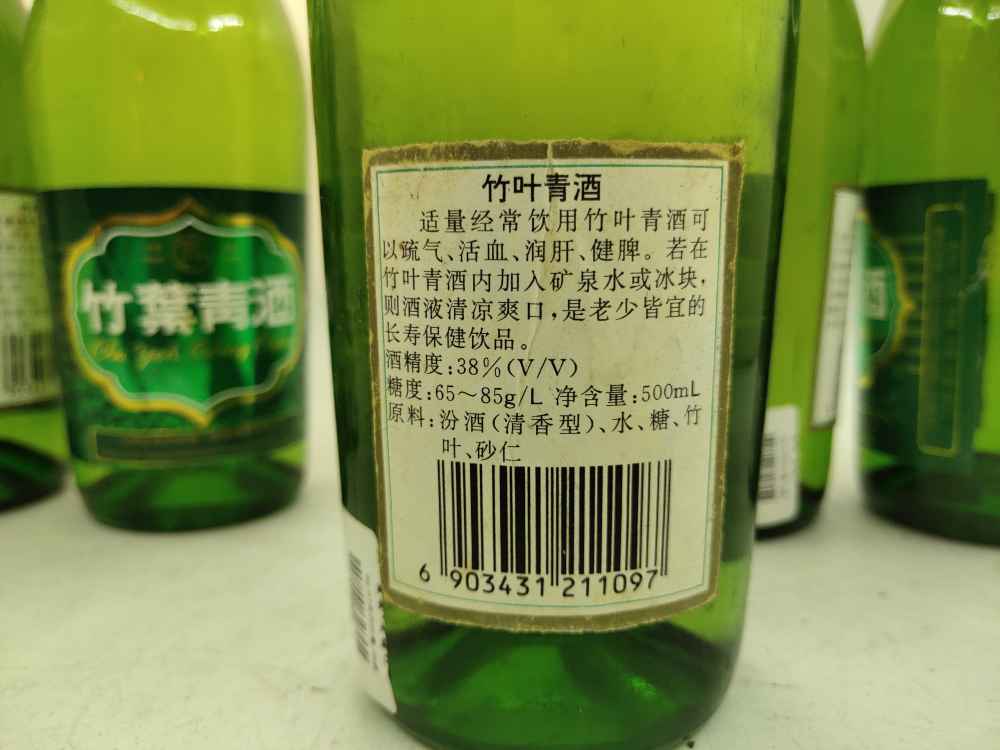 竹叶青酒
适量经常饮用竹叶青酒可
以疏气、活血、润肝、健脾。若在
竹叶青酒内加入矿泉水或冰块,
则酒液清凉爽口,是老少皆宜的
长寿保健饮品。
酒精度:38%(V/V)
糖度:65~85g/L 净含量:500mL
原料:汾酒(清香型)、水、糖、竹
叶、砂仁
6 903431 211097
竹葉青酒
酒